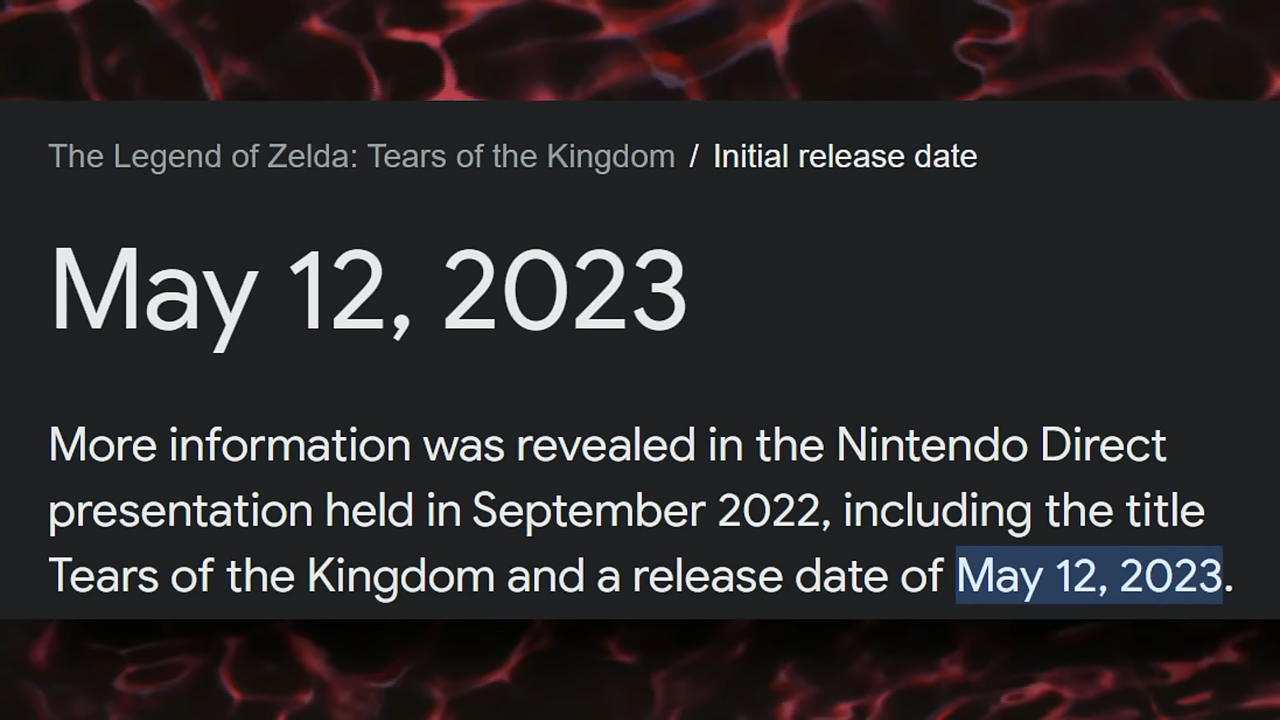 The Legend of Zelda: Tears of the Kingdom / Initial release date
May 12, 2023
More information was revealed in the Nintendo Direct
presentation held in September 2022, including the title
Tears of the Kingdom and a release date of May 12, 2023.